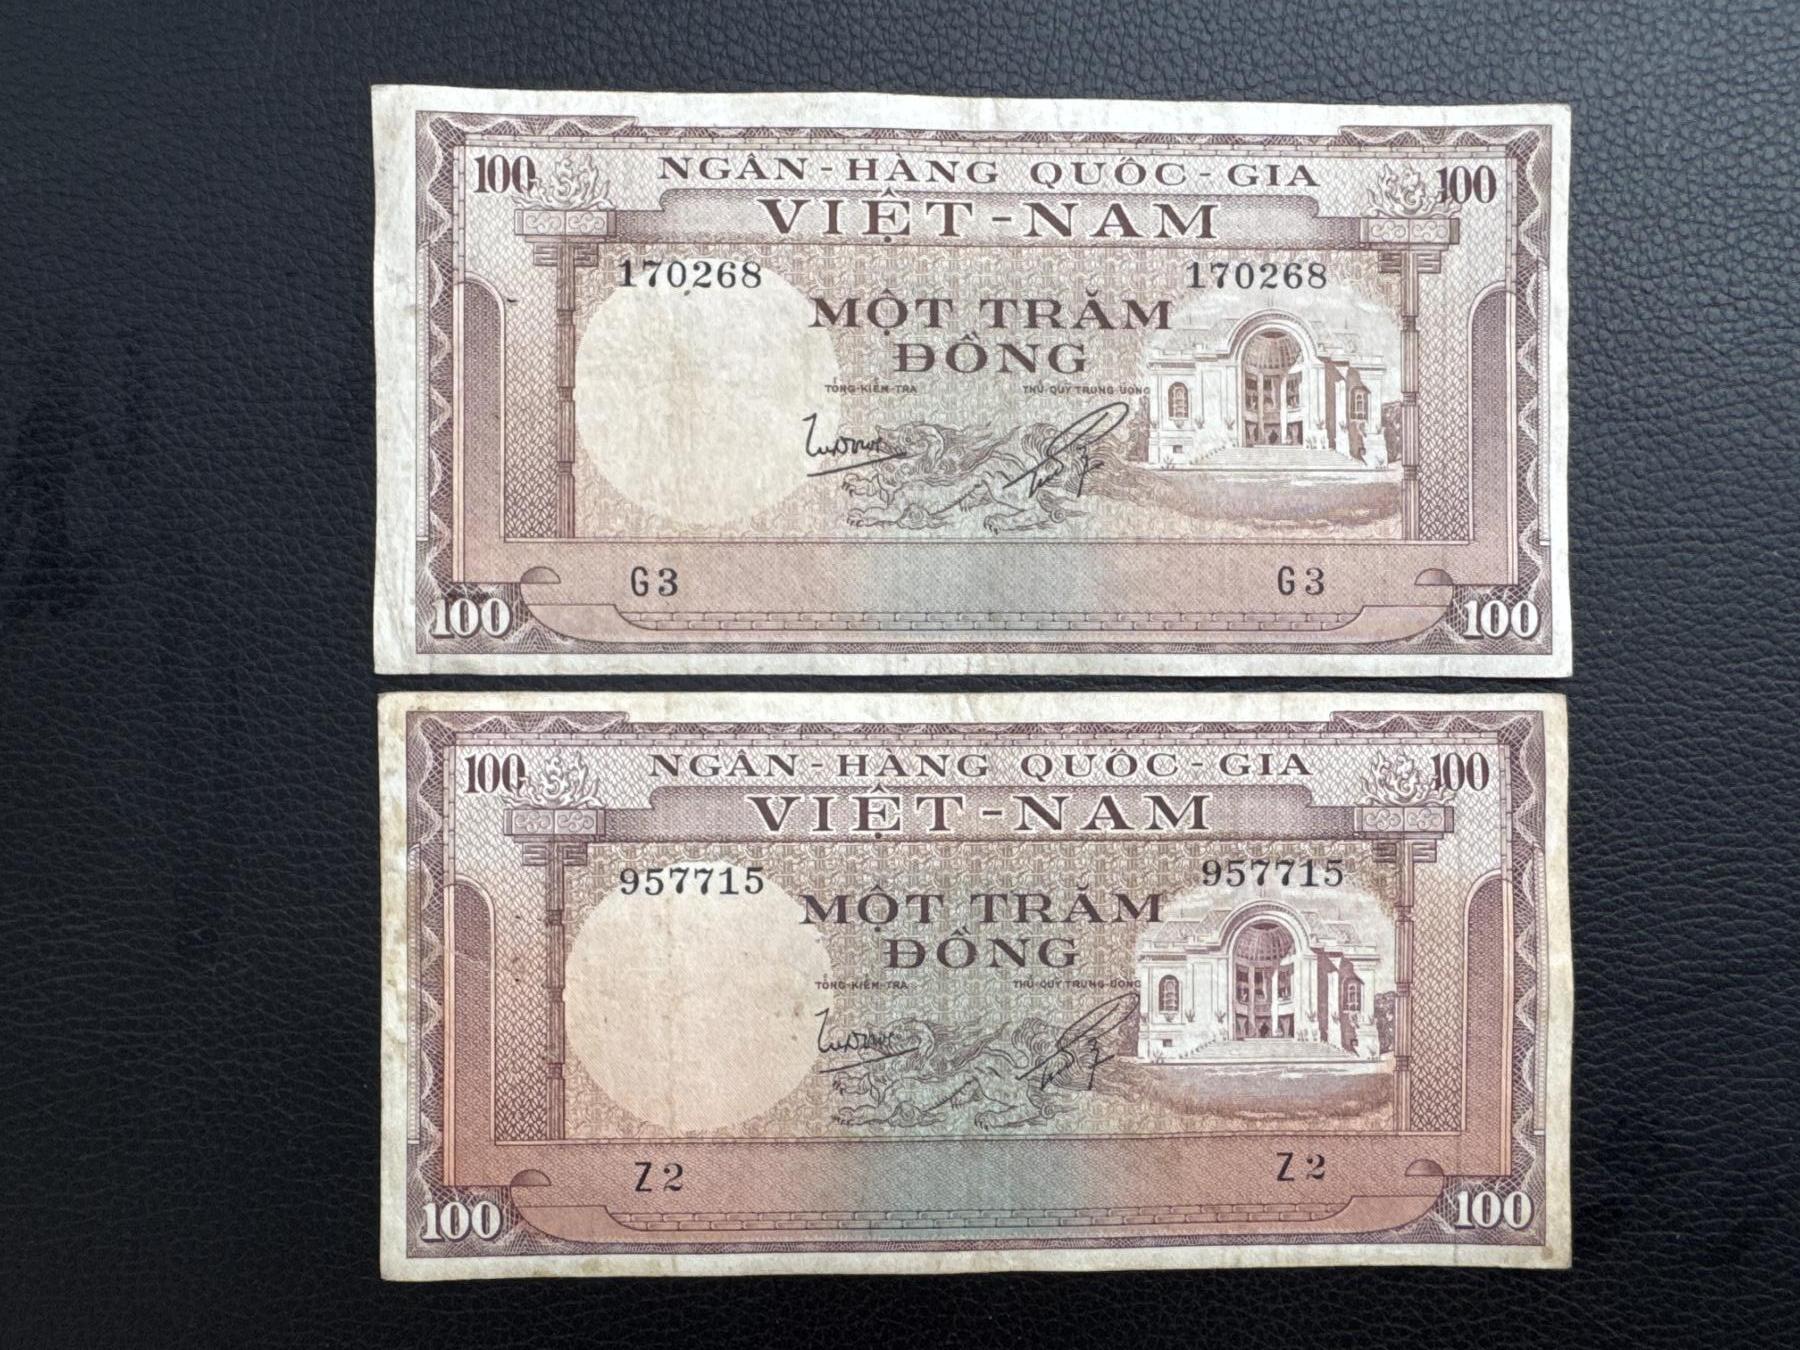 100 NGÂN-HÀNG QUỐC-GIA 100
VIỆT-NAM
170268 170268
MỘT TRĂM
ĐỒNG
TỔNG-KIỂM-TRA THỦ-QUỸ TRUNG-ƯƠNG
G3 G3
100 100
100 NGÂN-HÀNG QUỐC-GIA 100
VIỆT-NAM
957715 957715
MỘT TRĂM
ĐỒNG
TỔNG-KIỂM-TRA THỦ-QUỸ TRUNG-ƯƠNG
Z2 Z2
100 100